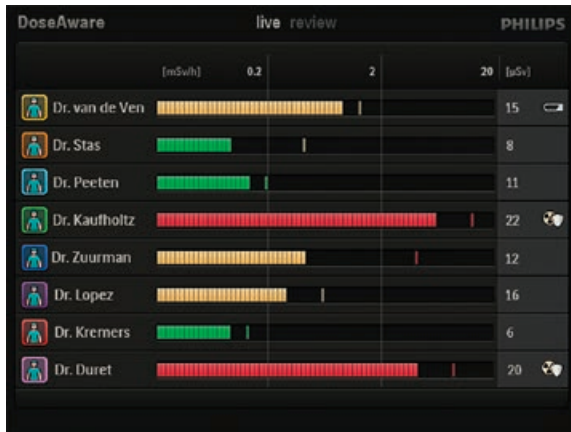 DoseAware live review PHILIPS
[mSv/h] 0.2 2 20 [µSv]
Dr. van de Ven 15
Dr. Stas 8
Dr. Peeten 11
Dr. Kaufholtz 22
Dr. Zuurman 12
Dr. Lopez 16
Dr. Kremers 6
Dr. Duret 20